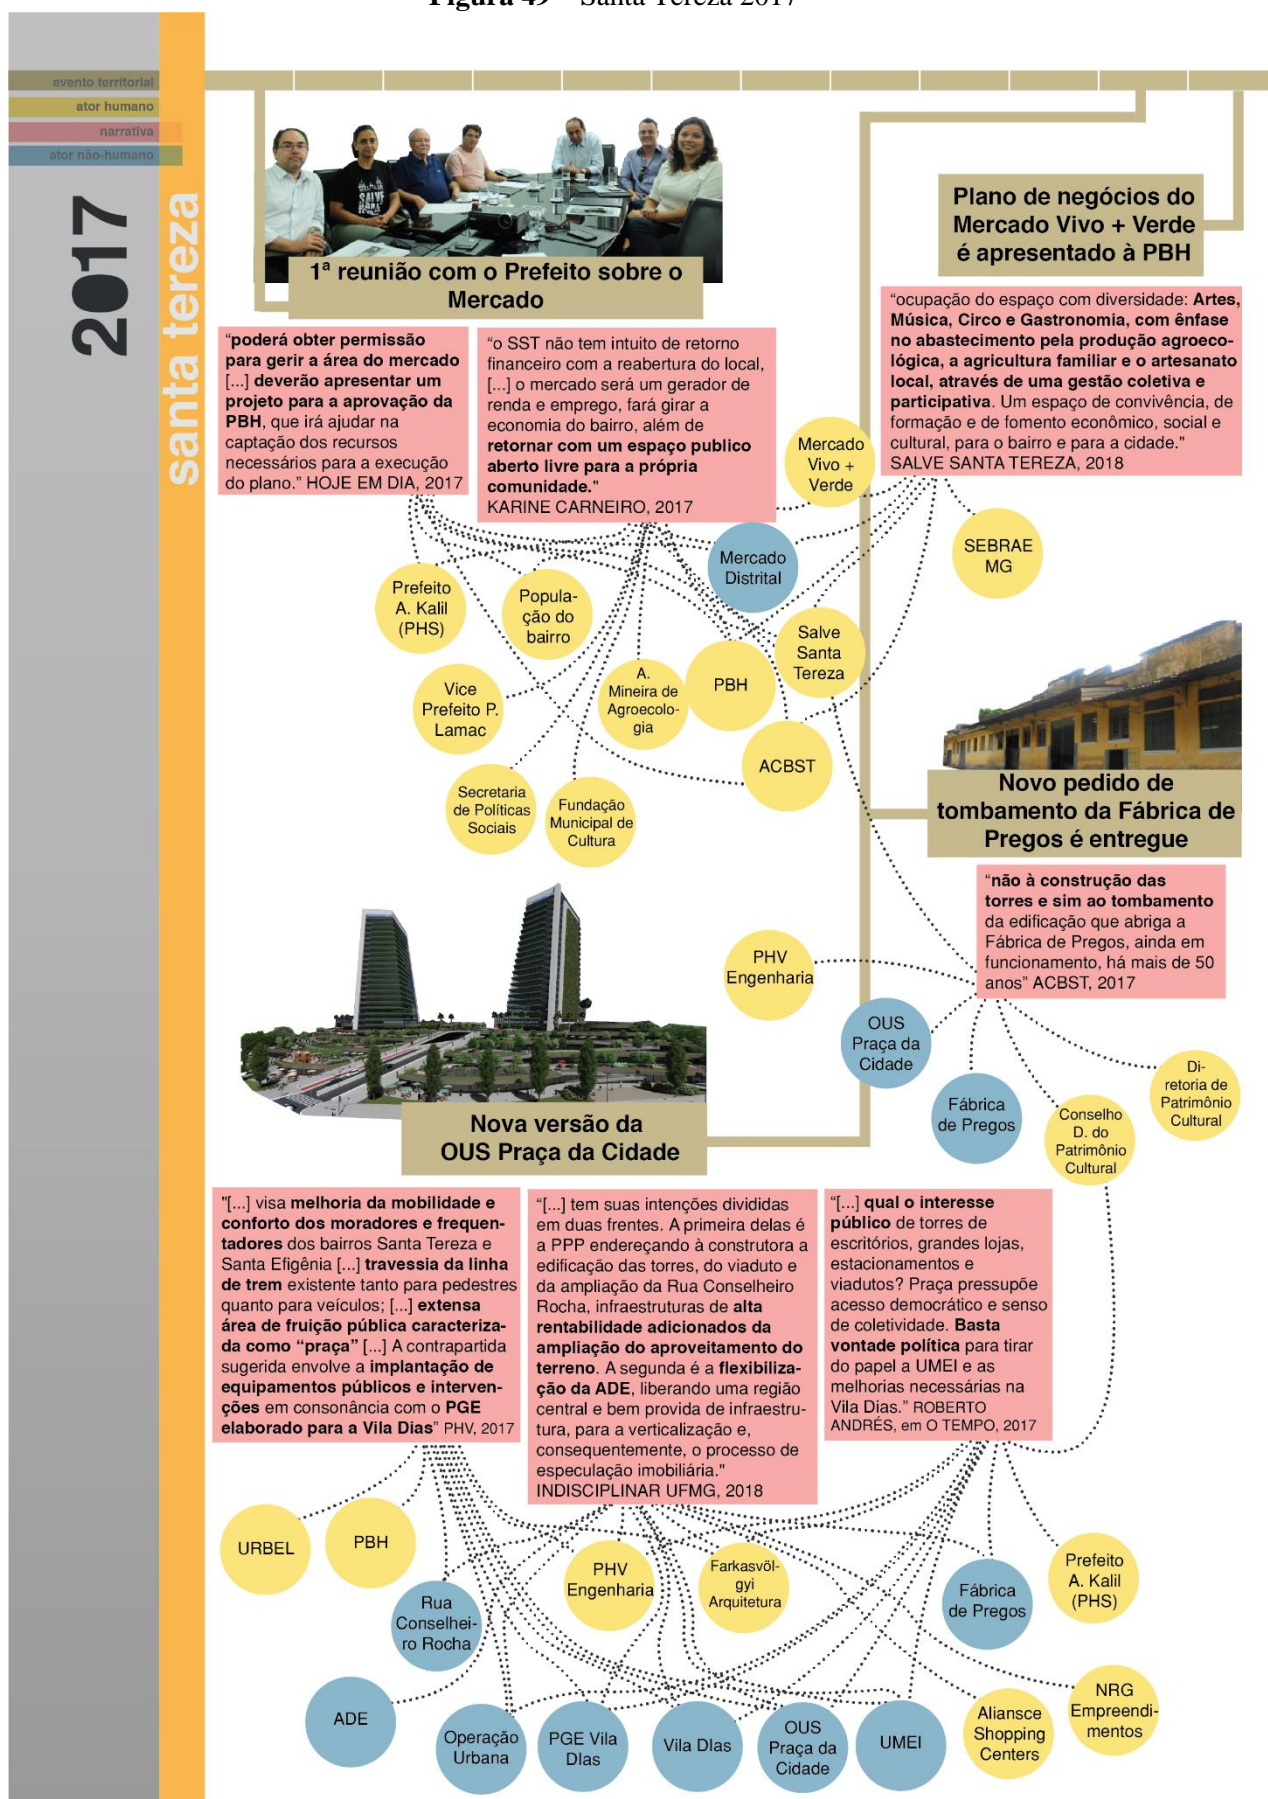 Figura 49 – Santa Tereza 2017
evento territorial
ator humano
narrativa
ator não-humano
2017
santa tereza
SALVE
1ª reunião com o Prefeito sobre o
Mercado
Plano de negócios do
Mercado Vivo + Verde
é apresentado à PBH
“poderá obter permissão
para gerir a área do mercado
[...] deverão apresentar um
projeto para a aprovação da
PBH, que irá ajudar na
captação dos recursos
necessários para a execução
do plano.” HOJE EM DIA, 2017
“o SST não tem intuito de retorno
financeiro com a reabertura do local,
[...] o mercado será um gerador de
renda e emprego, fará girar a
economia do bairro, além de
retornar com um espaço publico
aberto livre para a própria
comunidade."
KARINE CARNEIRO, 2017
“ocupação do espaço com diversidade: Artes,
Música, Circo e Gastronomia, com ênfase
no abastecimento pela produção agroeco-
lógica, a agricultura familiar e o artesanato
local, através de uma gestão coletiva e
participativa. Um espaço de convivência, de
formação e de fomento econômico, social e
cultural, para o bairro e para a cidade."
SALVE SANTA TEREZA, 2018
Mercado
Vivo +
Verde
Mercado
Distrital
SEBRAE
MG
Prefeito
A. Kalil
(PHS)
Popula-
ção do
bairro
Salve
Santa
Tereza
A.
Mineira de
Agroecolo-
gia
PBH
Vice
Prefeito P.
Lamac
ACBST
Secretaria
de Políticas
Sociais
Fundação
Municipal de
Cultura
Novo pedido de
tombamento da Fábrica de
Pregos é entregue
“não à construção das
torres e sim ao tombamento
da edificação que abriga a
Fábrica de Pregos, ainda em
funcionamento, há mais de 50
anos” ACBST, 2017
PHV
Engenharia
OUS
Praça da
Cidade
Fábrica
de Pregos
Conselho
D. do
Patrimônio
Cultural
Di-
retoria de
Patrimônio
Cultural
Nova versão da
OUS Praça da Cidade
"[...] visa melhoria da mobilidade e
conforto dos moradores e frequen-
tadores dos bairros Santa Tereza e
Santa Efigênia [...] travessia da linha
de trem existente tanto para pedestres
quanto para veículos; [...] extensa
área de fruição pública caracteriza-
da como “praça” [...] A contrapartida
sugerida envolve a implantação de
equipamentos públicos e interven-
ções em consonância com o PGE
elaborado para a Vila Dias” PHV, 2017
“[...] tem suas intenções divididas
em duas frentes. A primeira delas é
a PPP endereçando à construtora a
edificação das torres, do viaduto e
da ampliação da Rua Conselheiro
Rocha, infraestruturas de alta
rentabilidade adicionados da
ampliação do aproveitamento do
terreno. A segunda é a flexibiliza-
ção da ADE, liberando uma região
central e bem provida de infraestru-
tura, para a verticalização e,
consequentemente, o processo de
especulação imobiliária."
INDISCIPLINAR UFMG, 2018
“[...] qual o interesse
público de torres de
escritórios, grandes lojas,
estacionamentos e
viadutos? Praça pressupõe
acesso democrático e senso
de coletividade. Basta
vontade política para tirar
do papel a UMEI e as
melhorias necessárias na
Vila Dias.” ROBERTO
ANDRÉS, em O TEMPO, 2017
URBEL
PBH
Rua
Conselhei-
ro Rocha
PHV
Engenharia
Farkasvöl-
gyi
Arquitetura
Fábrica
de Pregos
Prefeito
A. Kalil
(PHS)
ADE
Operação
Urbana
PGE Vila
DIas
Vila DIas
OUS
Praça da
Cidade
UMEI
Aliansce
Shopping
Centers
NRG
Empreendi-
mentos